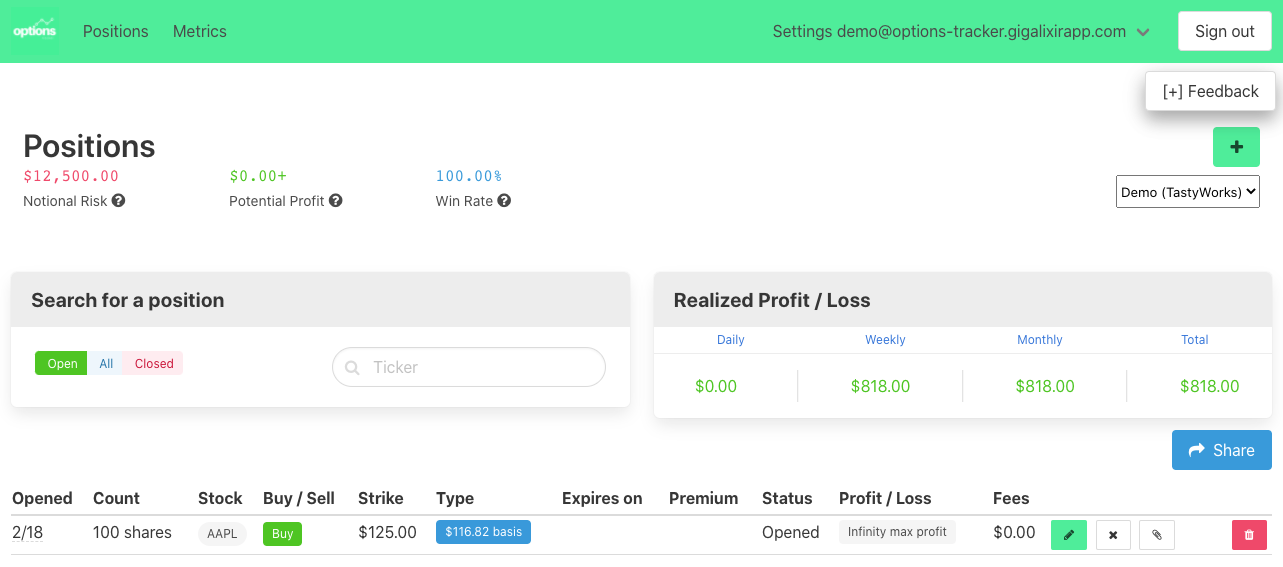 options Positions Metrics Settings demo@options-tracker.gigalixirapp.com Sign out
[+] Feedback
Positions
$12,500.00 $0.00+ 100.00%
Notional Risk Potential Profit Win Rate
Demo (TastyWorks)
Search for a position
Open All Closed Ticker
Realized Profit / Loss
Daily Weekly Monthly Total
$0.00 $818.00 $818.00 $818.00
Share
Opened Count Stock Buy / Sell Strike Type Expires on Premium Status Profit / Loss Fees
2/18 100 shares AAPL Buy $125.00 $116.82 basis Opened Infinity max profit $0.00